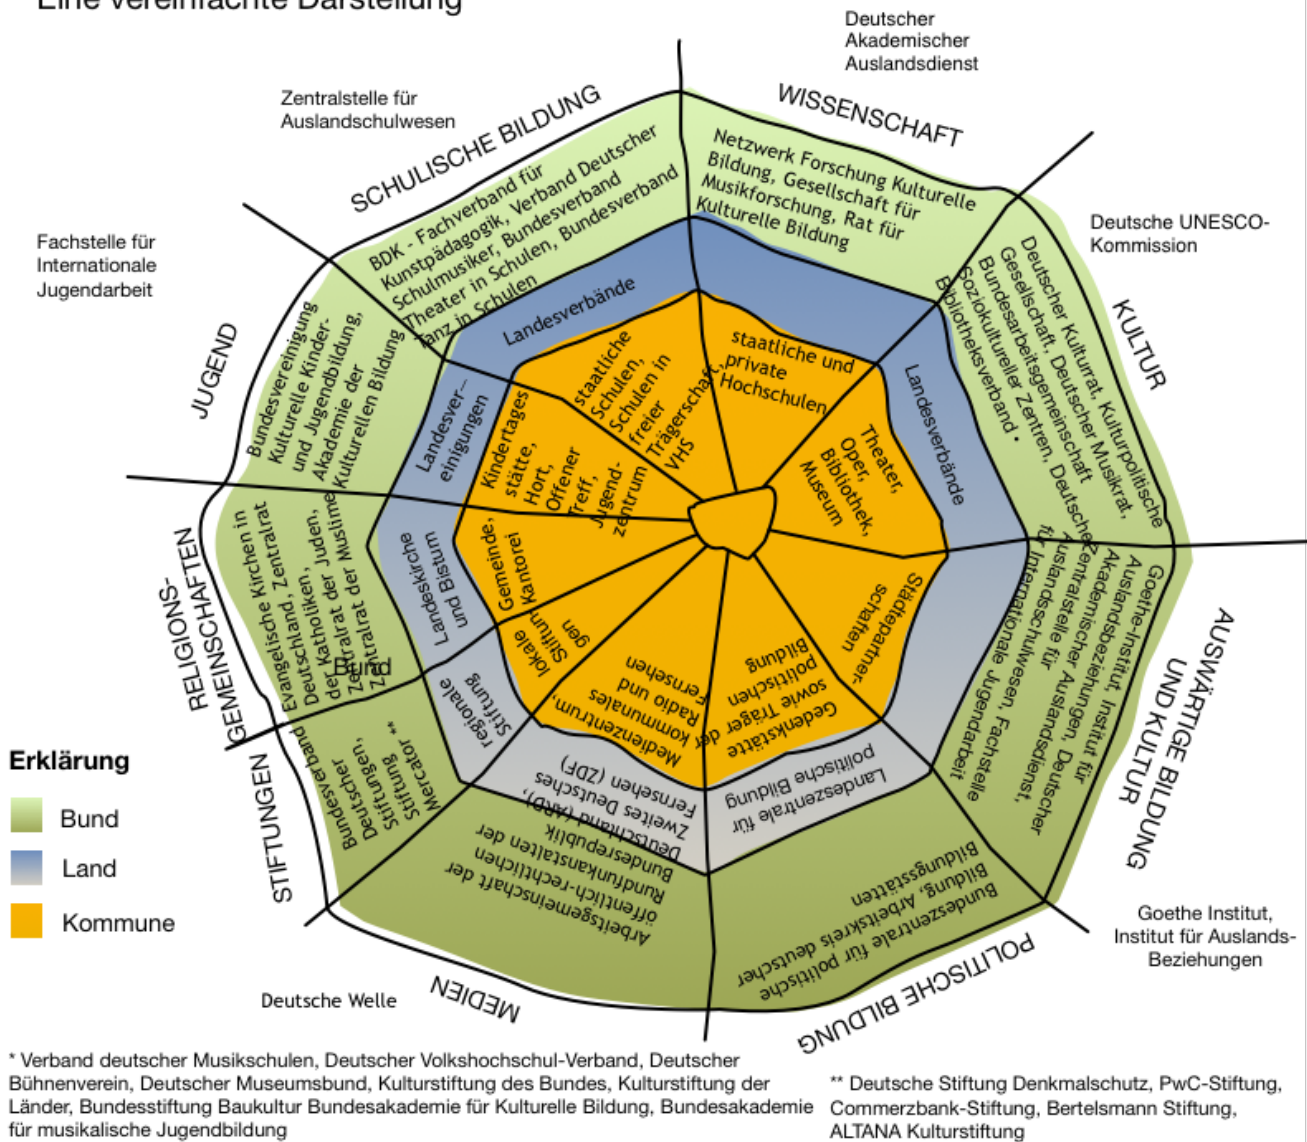 Eine vereinfachte Darstellung
Deutscher
Akademischer
Auslandsdienst
Zentralstelle für
Auslandschulwesen
SCHULISCHE BILDUNG
WISSENSCHAFT
Fachstelle für
Internationale
Jugendarbeit
Deutsche UNESCO-
Kommission
BDK - Fachverband für
Kunstpädagogik, Verband Deutscher
Schulmusiker, Bundesverband
Theater in Schulen, Bundesverband
Tanz in Schulen
Landesverbände
staatliche
Schulen,
Schulen in
freier
Trägerschaft,
VHS
Netzwerk Forschung Kulturelle
Bildung, Gesellschaft für
Musikforschung, Rat für
Kulturelle Bildung
staatliche und
private
Hochschulen
KULTUR
Deutscher Kulturrat, Kulturpolitische
Gesellschaft, Deutscher Musikrat,
Bundesarbeitsgemeinschaft
Soziokultureller Zentren, Deutscher
Bibliotheksverband *
Landesverbände
Theater,
Oper,
Bibliothek,
Museum
JUGEND
Bundesvereinigung
Kulturelle Kinder-
und Jugendbildung,
Akademie der
Kulturellen Bildung
Landesver-
einigungen
Kindertages
stätte,
Hort,
Offener
Treff,
Jugend-
zentrum
RELIGIONS-
GEMEINSCHAFTEN
Evangelische Kirchen in
Deutschland, Zentralrat
der Katholiken,
Zentralrat der Juden,
Zentralrat der Muslime
Bund
Landeskirche
und Bistum
Gemeinde,
Kantorei
STIFTUNGEN
Bundesverband
Deutscher
Stiftungen,
Stiftung
Mercator **
regionale
Stiftung
lokale
Stiftun
gen
AUSWÄRTIGE BILDUNG
UND KULTUR
Goethe-Institut, Institut für
Auslandsbeziehungen, Deutscher
Akademischer Auslandsdienst,
Zentralstelle für
Auslandsschulwesen, Fachstelle
für Internationale Jugendarbeit
Städtepartner-
schaften
POLITISCHE BILDUNG
Bundeszentrale für politische
Bildung, Arbeitskreis deutscher
Bildungsstätten
Landeszentrale für
politische Bildung
Gedenkstätte
sowie Träger der
politischen
Bildung
MEDIEN
Arbeitsgemeinschaft der
öffentlich-rechtlichen
Rundfunkanstalten der
Bundesrepublik
Deutschland (ARD),
Zweites Deutsches
Fernsehen (ZDF)
Medienzentrum,
kommunales
Radio und
Fernsehen
Erklärung
Bund
Land
Kommune
Goethe Institut,
Institut für Auslands-
Beziehungen
Deutsche Welle
* Verband deutscher Musikschulen, Deutscher Volkshochschul-Verband, Deutscher
Bühnenverein, Deutscher Museumsbund, Kulturstiftung des Bundes, Kulturstiftung der
Länder, Bundesstiftung Baukultur Bundesakademie für Kulturelle Bildung, Bundesakademie
für musikalische Jugendbildung
** Deutsche Stiftung Denkmalschutz, PwC-Stiftung,
Commerzbank-Stiftung, Bertelsmann Stiftung,
ALTANA Kulturstiftung